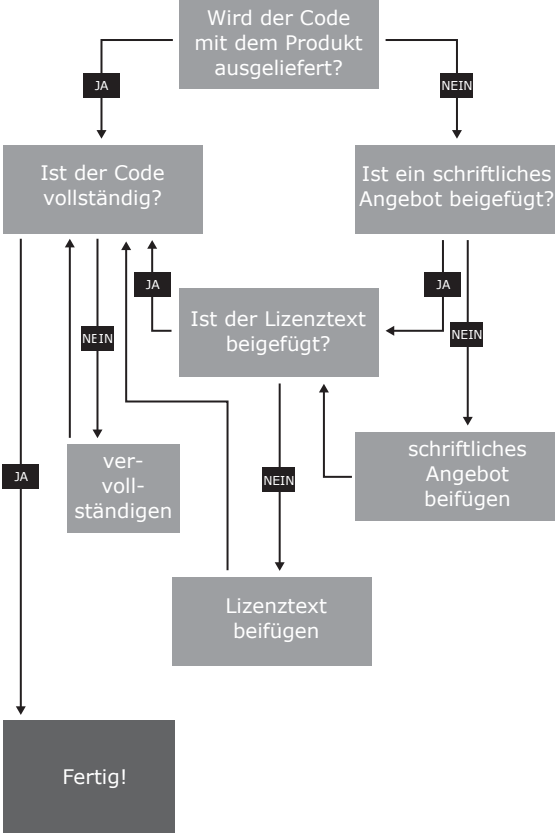 Wird der Code
mit dem Produkt
ausgeliefert?
JA
NEIN
Ist der Code
vollständig?
Ist ein schriftliches
Angebot beigefügt?
JA
JA
Ist der Lizenztext
beigefügt?
NEIN
NEIN
schriftliches
Angebot
beifügen
ver-
voll-
ständigen
JA
NEIN
Lizenztext
beifügen
Fertig!